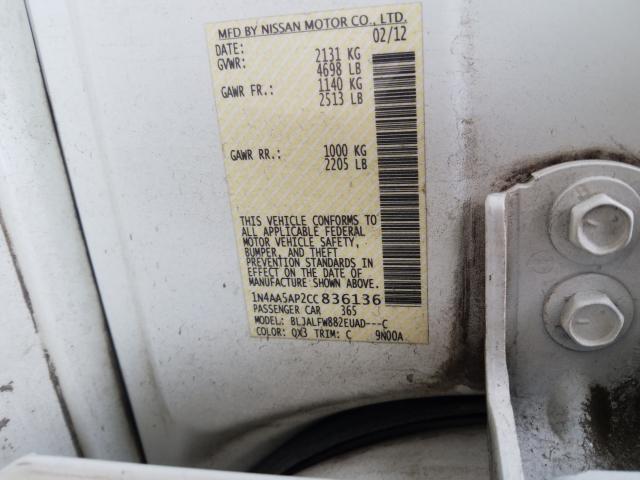 MFD BY NISSAN MOTOR CO., LTD.
DATE: 02/12
GVWR: 2131 KG
4698 LB
GAWR FR.: 1140 KG
2513 LB
GAWR RR.: 1000 KG
2205 LB
THIS VEHICLE CONFORMS TO
ALL APPLICABLE FEDERAL
MOTOR VEHICLE SAFETY,
BUMPER, AND THEFT
PREVENTION STANDARDS IN
EFFECT ON THE DATE OF
MANUFACTURE SHOWN ABOVE.
1N4AA5AP2CC836136
PASSENGER CAR 365
MODEL: BLJALFW882EUAD---C
COLOR: QX3 TRIM: C 9N00A